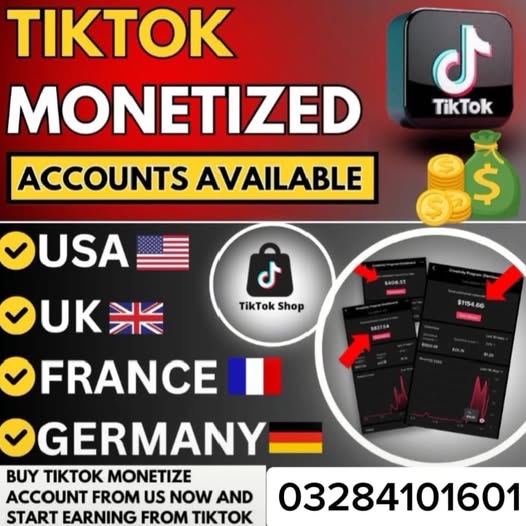 TIKTOK
MONETIZED
ACCOUNTS AVAILABLE
TikTok
USA
UK
FRANCE
GERMANY
TikTok Shop
$1154.60
BUY TIKTOK MONETIZE
ACCOUNT FROM US NOW AND
START EARNING FROM TIKTOK
03284101601